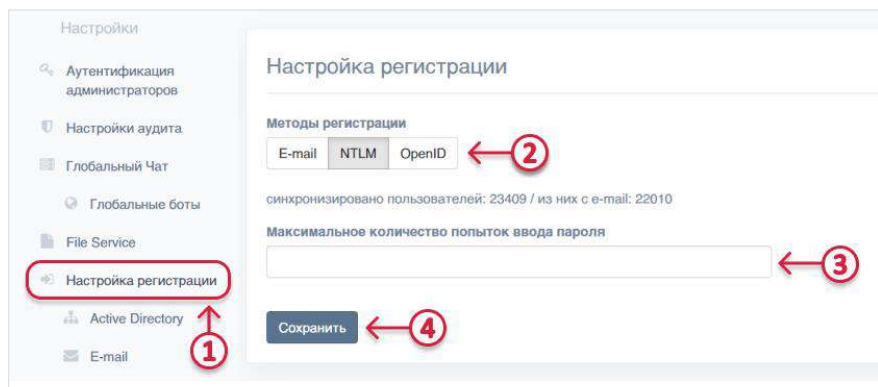 Настройки
Аутентификация
администраторов
Настройки аудита
Глобальный Чат
Глобальные боты
File Service
Настройка регистрации
Active Directory
1
E-mail
Настройка регистрации
Методы регистрации
E-mail NTLM OpenID
2
синхронизировано пользователей: 23409 / из них с e-mail: 22010
Максимальное количество попыток ввода пароля
3
Сохранить
4